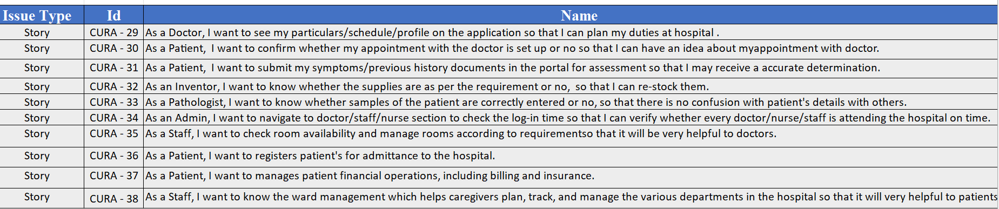 Issue Type Id Name
Story CURA - 29 As a Doctor, I want to see my particulars/schedule/profile on the application so that I can plan my duties at hospital .
Story CURA - 30 As a Patient,  I want to confirm whether my appointment with the doctor is set up or no so that I can have an idea about myappointment with doctor.
Story CURA - 31 As a Patient,  I want to submit my symptoms/previous history documents in the portal for assessment so that I may receive a accurate determination.
Story CURA - 32 As an Inventor, I want to know whether the supplies are as per the requirement or no,  so that I can re-stock them.
Story CURA - 33 As a Pathologist, I want to know whether samples of the patient are correctly entered or no, so that there is no confusion with patient's details with others.
Story CURA - 34 As an Admin, I want to navigate to doctor/staff/nurse section to check the log-in time so that I can verify whether every doctor/nurse/staff is attending the hospital on time.
Story CURA - 35 As a Staff, I want to check room availability and manage rooms according to requirementso that it will be very helpful to doctors.
Story CURA - 36 As a Patient, I want to registers patient's for admittance to the hospital.
Story CURA - 37 As a Patient, I want to manages patient financial operations, including billing and insurance.
Story CURA - 38 As a Staff, I want to know the ward management which helps caregivers plan, track, and manage the various departments in the hospital so that it will very helpful to patients